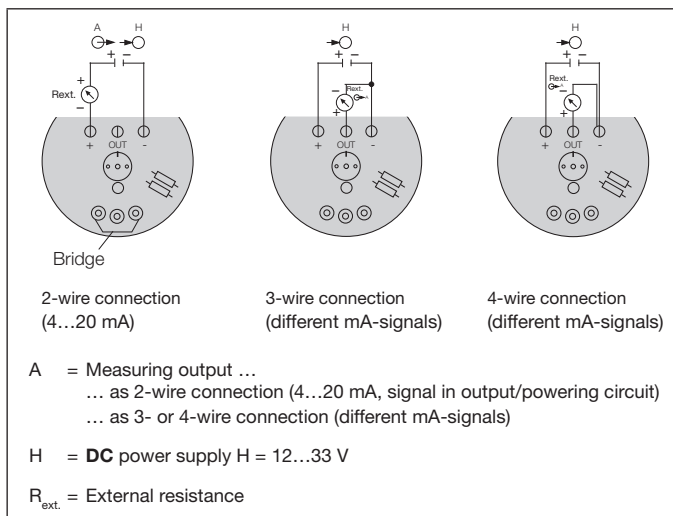 A H
+ −
+
Rext.
−
+ OUT -
Bridge
2-wire connection
(4…20 mA)
H
+ −
Rext.
−
A
+
+ OUT -
3-wire connection
(different mA-signals)
H
+ −
Rext.
A
−
+
+ OUT -
4-wire connection
(different mA-signals)
A = Measuring output …
… as 2-wire connection (4…20 mA, signal in output/powering circuit)
… as 3- or 4-wire connection (different mA-signals)
H = DC power supply H = 12…33 V
Rext. = External resistance